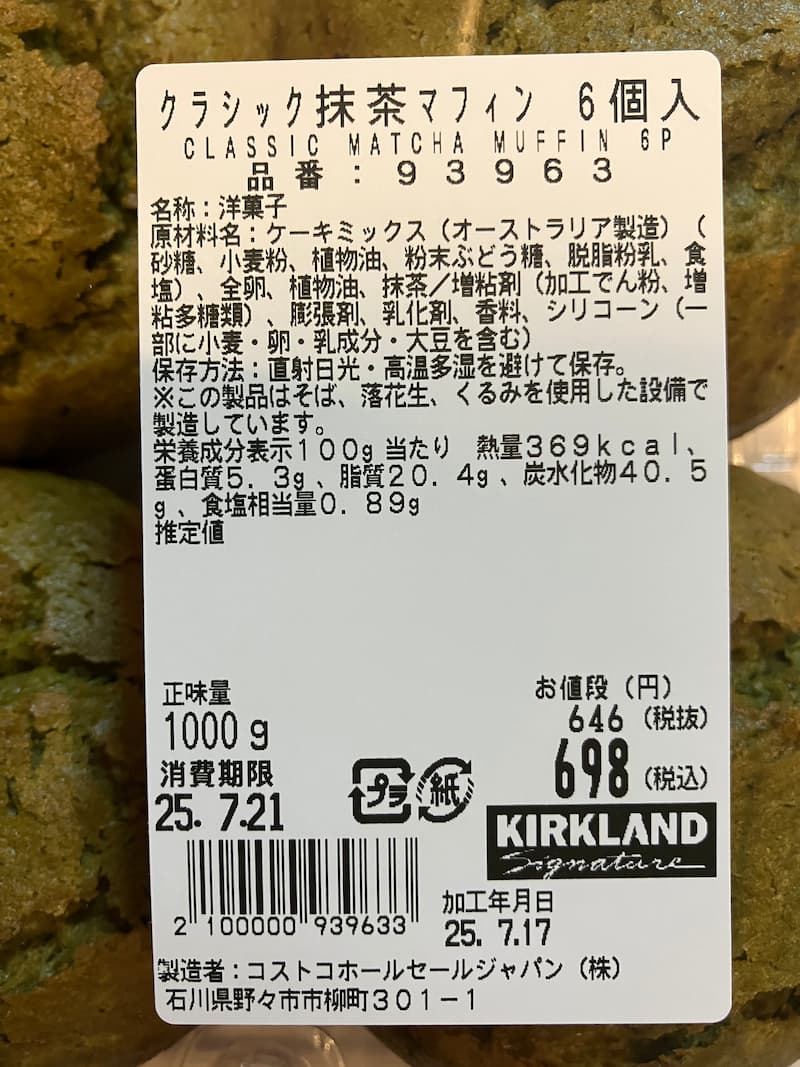 クラシック抹茶マフィン 6個入
CLASSIC MATCHA MUFFIN 6P
品番：93963
名称：洋菓子
原材料名：ケーキミックス（オーストラリア製造）（
砂糖、小麦粉、植物油、粉末ぶどう糖、脱脂粉乳、食
塩）、全卵、植物油、抹茶／増粘剤（加工でん粉、増
粘多糖類）、膨張剤、乳化剤、香料、シリコーン（一
部に小麦・卵・乳成分・大豆を含む）
保存方法：直射日光・高温多湿を避けて保存。
※この製品はそば、落花生、くるみを使用した設備で
製造しています。
栄養成分表示１００g 当たり 熱量３６９ｋｃａｌ、
蛋白質５．３g 、脂質２０．４g 、炭水化物４０．５
g 、食塩相当量０．８９g
推定値
正味量
1000 g
お値段（円）
646（税抜）
698（税込）
消費期限
25. 7.21
プラ
紙
KIRKLAND
Signature
2 100000 939633
加工年月日
25. 7.17
製造者：コストコホールセールジャパン（株）
石川県野々市市柳町３０１－１